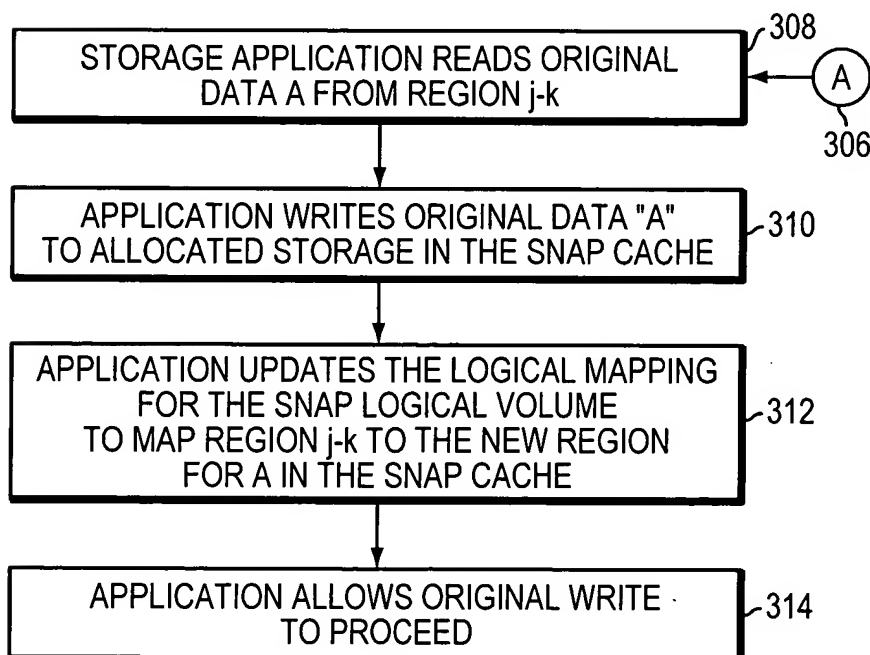 STORAGE APPLICATION READS ORIGINAL
DATA A FROM REGION j-k
308
A
306
APPLICATION WRITES ORIGINAL DATA "A"
TO ALLOCATED STORAGE IN THE SNAP CACHE
310
APPLICATION UPDATES THE LOGICAL MAPPING
FOR THE SNAP LOGICAL VOLUME
TO MAP REGION j-k TO THE NEW REGION
FOR A IN THE SNAP CACHE
312
APPLICATION ALLOWS ORIGINAL WRITE
TO PROCEED
314